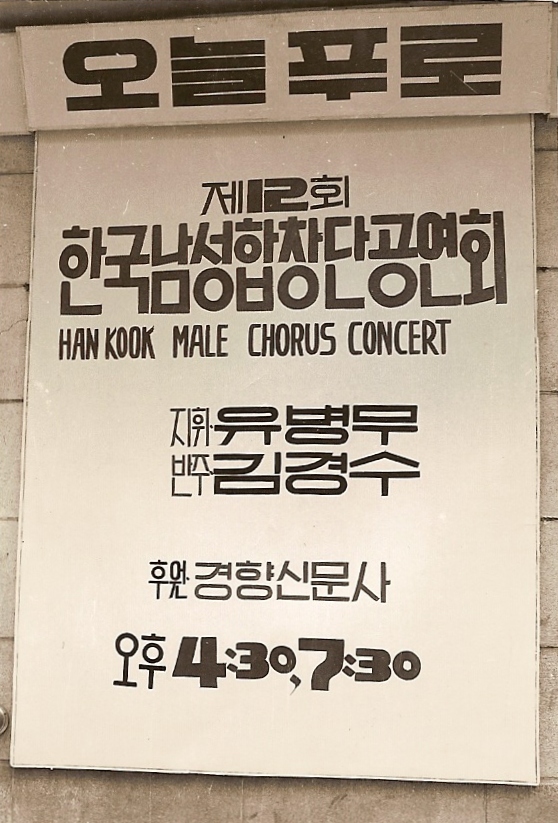 오늘 푸로
제12회
한국남성합창단공연회
HAN KOOK MALE CHORUS CONCERT
지휘 유병무
반주 김경수
후원 경향신문사
오후 4:30, 7:30